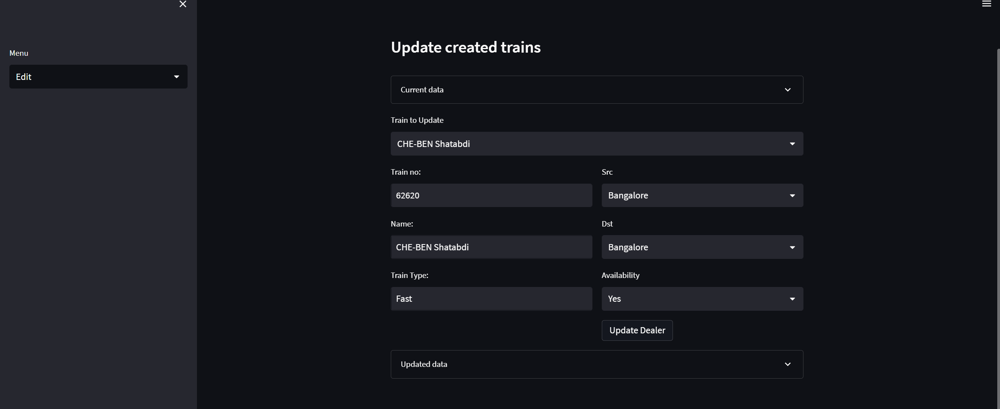 Menu
Edit
Update created trains
Current data
Train to Update
CHE-BEN Shatabdi
Train no:
62620
Src
Bangalore
Name:
CHE-BEN Shatabdi
Dst
Bangalore
Train Type:
Fast
Availability
Yes
Update Dealer
Updated data